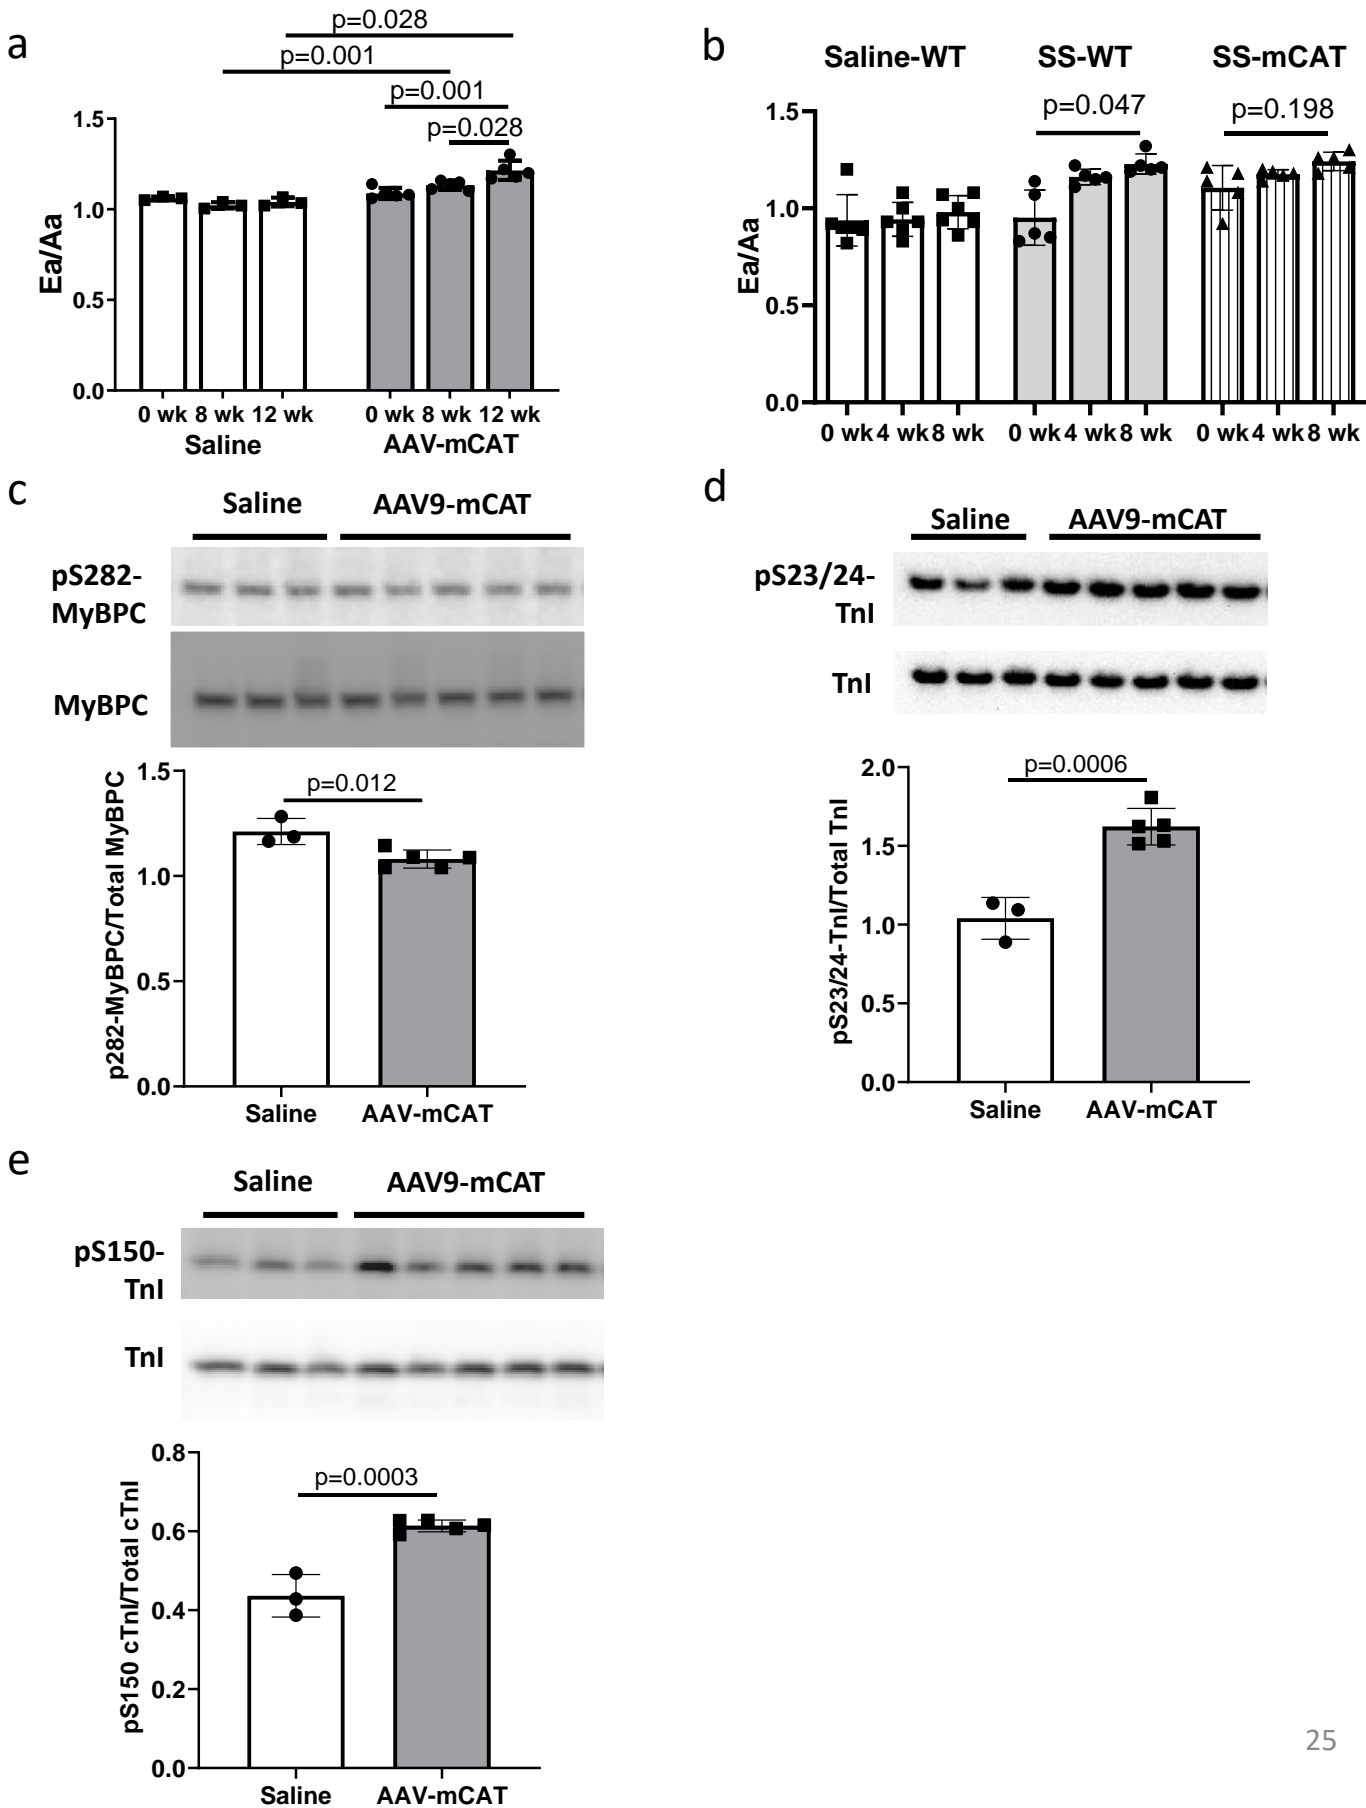 a
p=0.028
p=0.001
p=0.001
p=0.028
Ea/Aa
1.5
1.0
0.5
0.0
0 wk 8 wk 12 wk 0 wk 8 wk 12 wk
Saline AAV-mCAT
b
Saline-WT SS-WT SS-mCAT
p=0.047 p=0.198
Ea/Aa
1.5
1.0
0.5
0.0
0 wk 4 wk 8 wk 0 wk 4 wk 8 wk 0 wk 4 wk 8 wk
c
Saline AAV9-mCAT
pS282-
MyBPC
MyBPC
p282-MyBPC/Total MyBPC
1.5
1.0
0.5
0.0
p=0.012
Saline AAV-mCAT
d
Saline AAV9-mCAT
pS23/24-
TnI
TnI
pS23/24-TnI/Total TnI
2.0
1.5
1.0
0.5
0.0
p=0.0006
Saline AAV-mCAT
e
Saline AAV9-mCAT
pS150-
TnI
TnI
pS150 cTnI/Total cTnI
0.8
0.6
0.4
0.2
0.0
p=0.0003
Saline AAV-mCAT
25